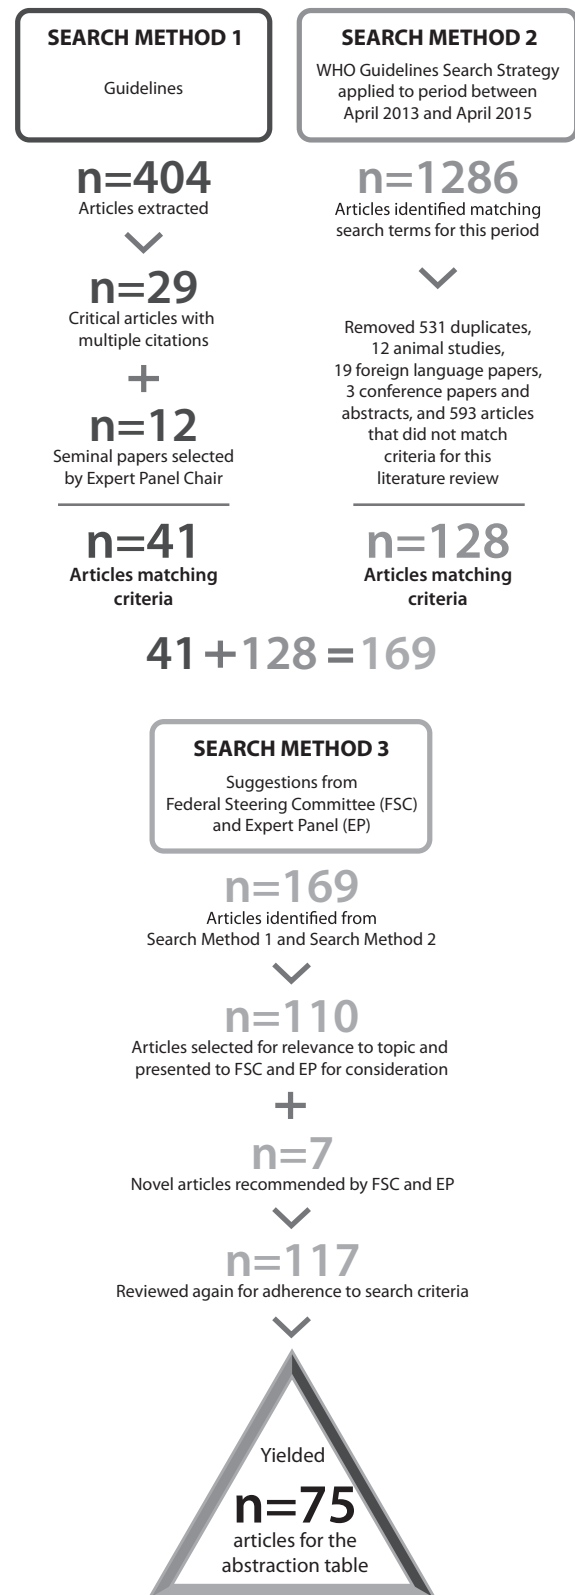 SEARCH METHOD 1
Guidelines
n=404
Articles extracted
n=29
Critical articles with
multiple citations
+
n=12
Seminal papers selected
by Expert Panel Chair
n=41
Articles matching
criteria
SEARCH METHOD 2
WHO Guidelines Search Strategy
applied to period between
April 2013 and April 2015
n=1286
Articles identified matching
search terms for this period
Removed 531 duplicates,
12 animal studies,
19 foreign language papers,
3 conference papers and
abstracts, and 593 articles
that did not match
criteria for this
literature review
n=128
Articles matching
criteria
41+128=169
SEARCH METHOD 3
Suggestions from
Federal Steering Committee (FSC)
and Expert Panel (EP)
n=169
Articles identified from
Search Method 1 and Search Method 2
n=110
Articles selected for relevance to topic and
presented to FSC and EP for consideration
+
n=7
Novel articles recommended by FSC and EP
n=117
Reviewed again for adherence to search criteria
Yielded
n=75
articles for the
abstraction table